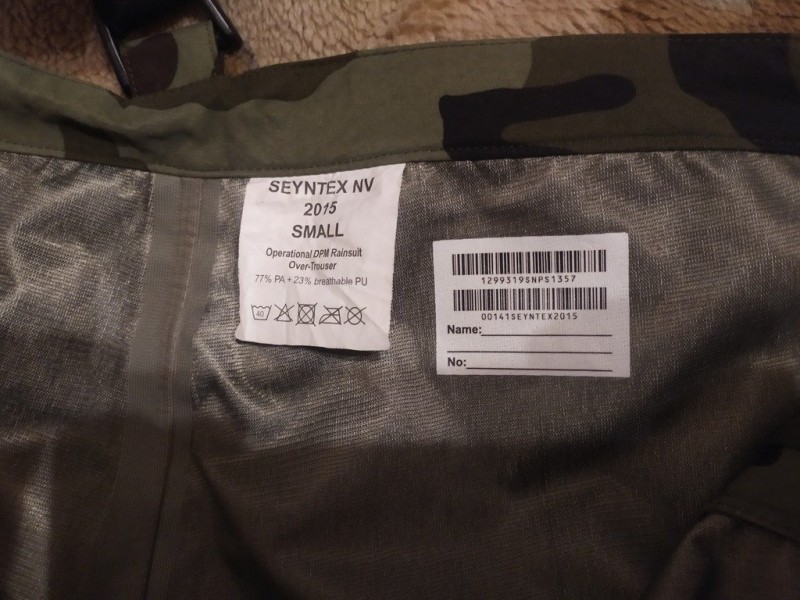 SEYNTEX NV
2015
SMALL
Operational DPM Rainsuit
Over-Trouser
77% PA + 23% breathable PU
40
1299319SNPS1357
00141SEYNTEX2015
Name:
No: